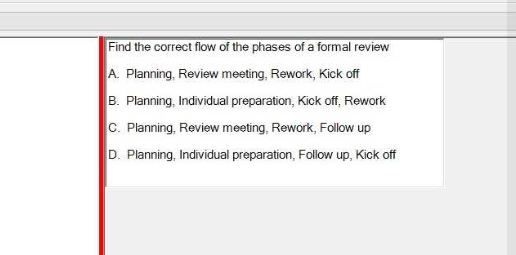 Find the correct flow of the phases of a formal review
A. Planning, Review meeting, Rework, Kick off
B. Planning, Individual preparation, Kick off, Rework
C. Planning, Review meeting, Rework, Follow up
D. Planning, Individual preparation, Follow up, Kick off